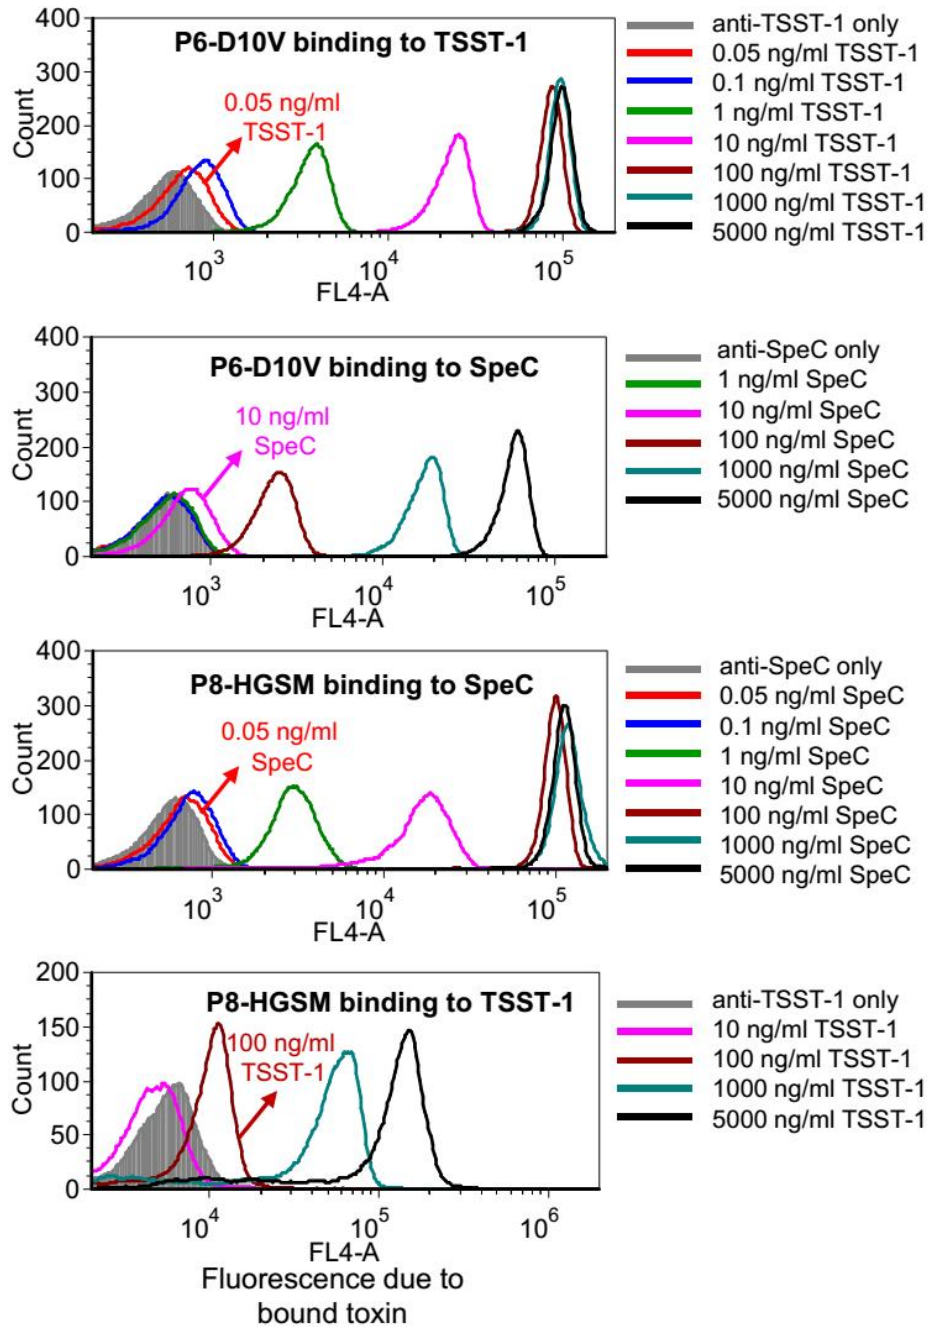 400
300
200
100
0
Count
P6-D10V binding to TSST-1
0.05 ng/ml
TSST-1
10³
10⁴
10⁵
FL4-A
anti-TSST-1 only
0.05 ng/ml TSST-1
0.1 ng/ml TSST-1
1 ng/ml TSST-1
10 ng/ml TSST-1
100 ng/ml TSST-1
1000 ng/ml TSST-1
5000 ng/ml TSST-1
400
300
200
100
0
Count
P6-D10V binding to SpeC
10 ng/ml
SpeC
10³
10⁴
10⁵
FL4-A
anti-SpeC only
1 ng/ml SpeC
10 ng/ml SpeC
100 ng/ml SpeC
1000 ng/ml SpeC
5000 ng/ml SpeC
400
300
200
100
0
Count
P8-HGSM binding to SpeC
0.05 ng/ml
SpeC
10³
10⁴
10⁵
FL4-A
anti-SpeC only
0.05 ng/ml SpeC
0.1 ng/ml SpeC
1 ng/ml SpeC
10 ng/ml SpeC
100 ng/ml SpeC
1000 ng/ml SpeC
5000 ng/ml SpeC
200
150
100
50
0
Count
P8-HGSM binding to TSST-1
100 ng/ml
TSST-1
10⁴
10⁵
10⁶
FL4-A
anti-TSST-1 only
10 ng/ml TSST-1
100 ng/ml TSST-1
1000 ng/ml TSST-1
5000 ng/ml TSST-1
Fluorescence due to
bound toxin